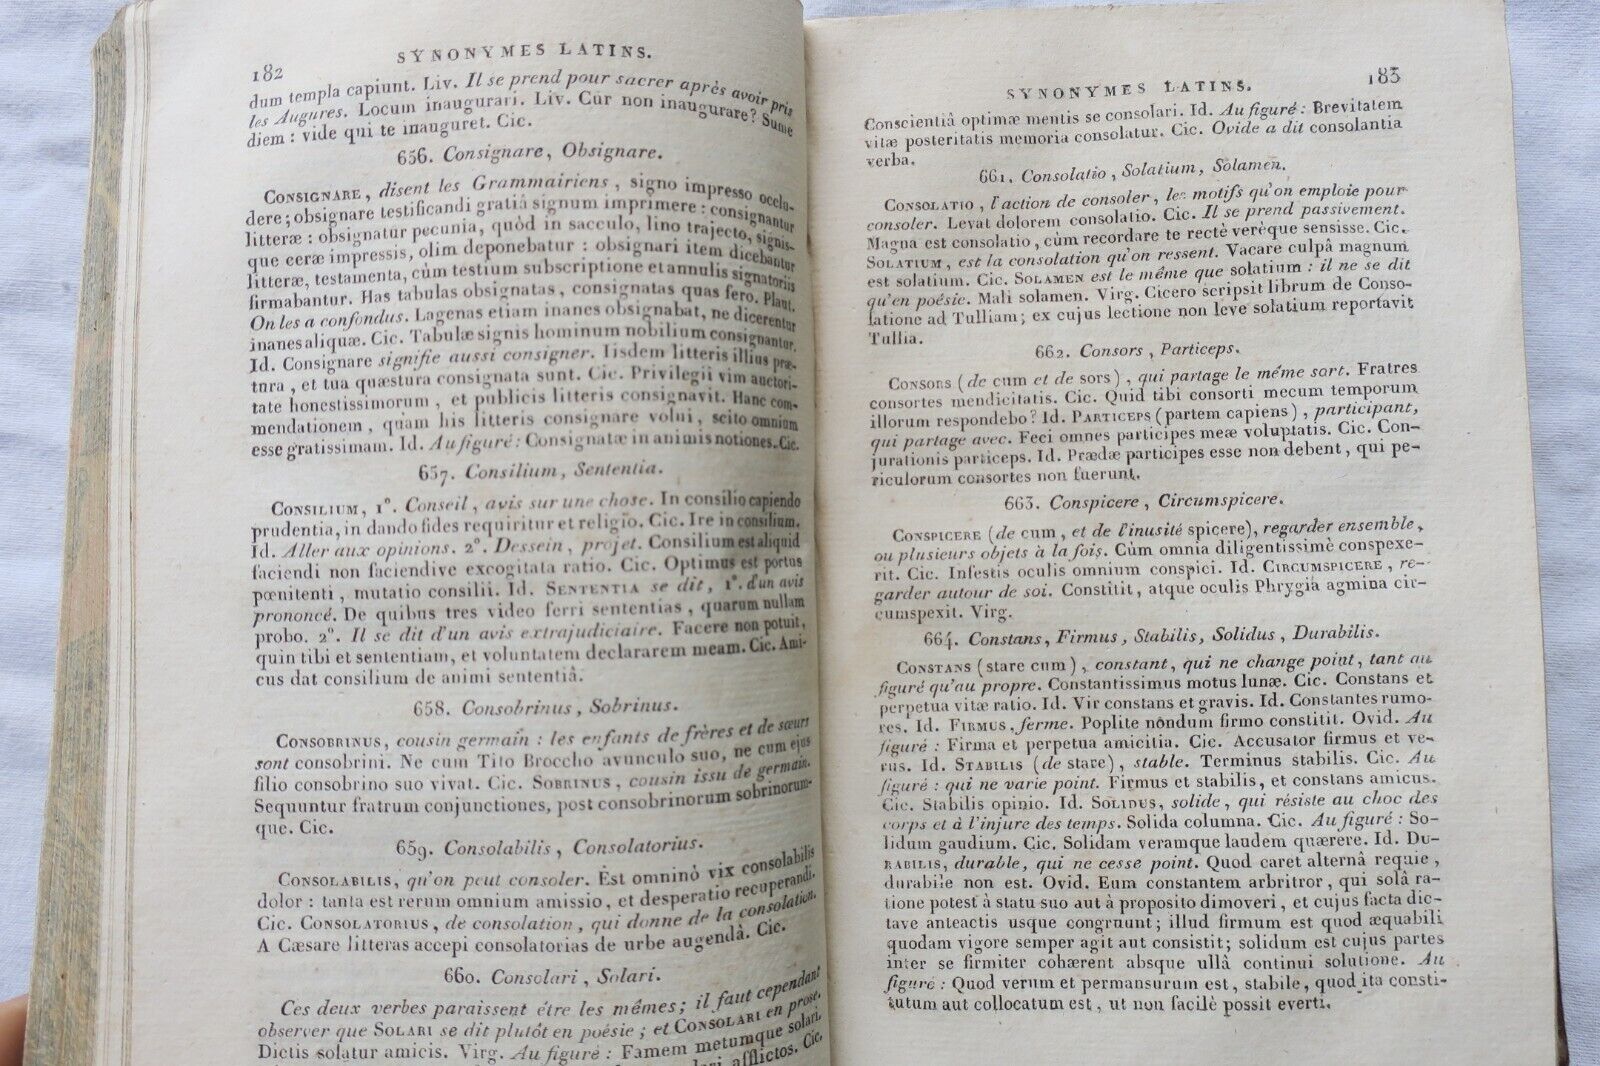 182
SYNONYMES LATINS.
dum templa capiunt. Liv. Il se prend pour sacrer après avoir pris
les Augures. Locum inaugurari. Liv. Cur non inaugurare? Sume
diem : vide qui te inauguret. Cic.
656. Consignare, Obsignare.
CONSIGNARE, disent les Grammairiens, signo impresso occlu-
dere; obsignare testificandi gratiâ signum imprimere : consignantur
litteræ : obsignatur pecunia, quòd in sacculo, lino trajecto, signis-
que ceræ impressis, olim deponebatur : obsignari item dicebantur
litteræ, testamenta, cùm testium subscriptione et annulis signatoriis
firmabantur. Has tabulas obsignatas, consignatas quas fero. Plaut.
On les a confondus. Lagenas etiam inanes obsignabat, ne dicerentur
inanes aliquæ. Cic. Tabulæ signis hominum nobilium consignantur.
Id. Consignare signifie aussi consigner. Iisdem litteris illius præ-
tura, et tua quæstura consignata sunt. Cic. Privilegii vim auctori-
tate honestissimorum, et publicis litteris consignavit. Hanc com-
mendationem, quam his litteris consignare volui, scito omnium
esse gratissimam. Id. Au figuré : Consignatæ in animis notiones. Cic.
657. Consilium, Sententia.
CONSILIUM, 1°. Conseil, avis sur une chose. In consilio capiendo
prudentia, in dando fides requiritur et religio. Cic. Ire in consilium.
Id. Aller aux opinions. 2°. Dessein, projet. Consilium est aliquid
faciendi non faciendive excogitata ratio. Cic. Optimus est portus
pœnitenti, mutatio consilii. Id. SENTENTIA se dit, 1°. d'un avis
prononcé. De quibus tres video ferri sententias, quarum nullam
probo. 2°. Il se dit d'un avis extrajudiciaire. Facere non potui,
quin tibi et sententiam, et voluntatem declararem meam. Cic. Ami-
cus dat consilium de animi sententiâ.
658. Consobrinus, Sobrinus.
CONSOBRINUS, cousin germain : les enfants de frères et de sœurs
sont consobrini. Ne cum Tito Broccho avunculo suo, ne cum ejus
filio consobrino suo vivat. Cic. SOBRINUS, cousin issu de germain.
Sequuntur fratrum conjunctiones, post consobrinorum sobrinorum-
que. Cic.
659. Consolabilis, Consolatorius.
CONSOLABILIS, qu'on peut consoler. Est omninò vix consolabilis
dolor : tanta est rerum omnium amissio, et desperatio recuperandi.
Cic. CONSOLATORIUS, de consolation, qui donne de la consolation.
A Cæsare litteras accepi consolatorias de urbe augendâ. Cic.
660. Consolari, Solari.
Ces deux verbes paraissent être les mêmes; il faut cependant
observer que SOLARI se dit plutôt en poésie; et CONSOLARI en prose.
Dictis solatur amicis. Virg. Au figuré : Famem metumque solari.
afflictos. Cic.
SYNONYMES LATINS.
183
Conscientiâ optimæ mentis se consolari. Id. Au figuré : Brevitatem
vitæ posteritatis memoria consolatur. Cic. Ovide a dit consolantia
verba.
661. Consolatio, Solatium, Solamen.
CONSOLATIO, l'action de consoler, les motifs qu'on emploie pour
consoler. Levat dolorem consolatio. Cic. Il se prend passivement.
Magna est consolatio, cùm recordare te rectè verèque sensisse. Cic.
SOLATIUM, est la consolation qu'on ressent. Vacare culpâ magnum
est solatium. Cic. SOLAMEN est le même que solatium : il ne se dit
qu'en poésie. Mali solamen. Virg. Cicero scripsit librum de Conso-
latione ad Tulliam; ex cujus lectione non leve solatium reportavit
Tullia.
662. Consors, Particeps.
CONSORS (de cum et de sors), qui partage le même sort. Fratres
consortes mendicitatis. Cic. Quid tibi consorti mecum temporum
illorum respondebo? Id. PARTICEPS (partem capiens), participant,
qui partage avec. Feci omnes participes meæ voluptatis. Cic. Con-
jurationis particeps. Id. Prædæ participes esse non debent, qui pe-
riculorum consortes non fuerunt.
663. Conspicere, Circumspicere.
CONSPICERE (de cum, et de l'inusité spicere), regarder ensemble,
ou plusieurs objets à la fois. Cùm omnia diligentissimè conspexe-
rit. Cic. Infestis oculis omnium conspici. Id. CIRCUMSPICERE, re-
garder autour de soi. Constitit, atque oculis Phrygia agmina cir-
cumspexit. Virg.
664. Constans, Firmus, Stabilis, Solidus, Durabilis.
CONSTANS (stare cum), constant, qui ne change point, tant au
figuré qu'au propre. Constantissimus motus lunæ. Cic. Constans et
perpetua vitæ ratio. Id. Vir constans et gravis. Id. Constantes rumo-
res. Id. FIRMUS, ferme. Poplite nondum firmo constitit. Ovid. Au
figuré : Firma et perpetua amicitia. Cic. Accusator firmus et ve-
rus. Id. STABILIS (de stare), stable. Terminus stabilis. Cic. Au
figuré : qui ne varie point. Firmus et stabilis, et constans amicus.
Cic. Stabilis opinio. Id. SOLIDUS, solide, qui résiste au choc des
corps et à l'injure des temps. Solida columna. Cic. Au figuré : So-
lidum gaudium. Cic. Solidam veramque laudem quærere. Id. DU-
RABILIS, durable, qui ne cesse point. Quod caret alternâ requie,
durabile non est. Ovid. Eum constantem arbitror, qui solâ ra-
tione potest à statu suo aut à proposito dimoveri, et cujus facta dic-
tave anteactis usque congruunt; illud firmum est quod æquabili
quodam vigore semper agit aut consistit; solidum est cujus partes
inter se firmiter cohærent absque ullâ continui solutione. Au
figuré : Quod verum et permansurum est, stabile, quod ita consti-
tutum aut collocatum est, ut non facilè possit everti.